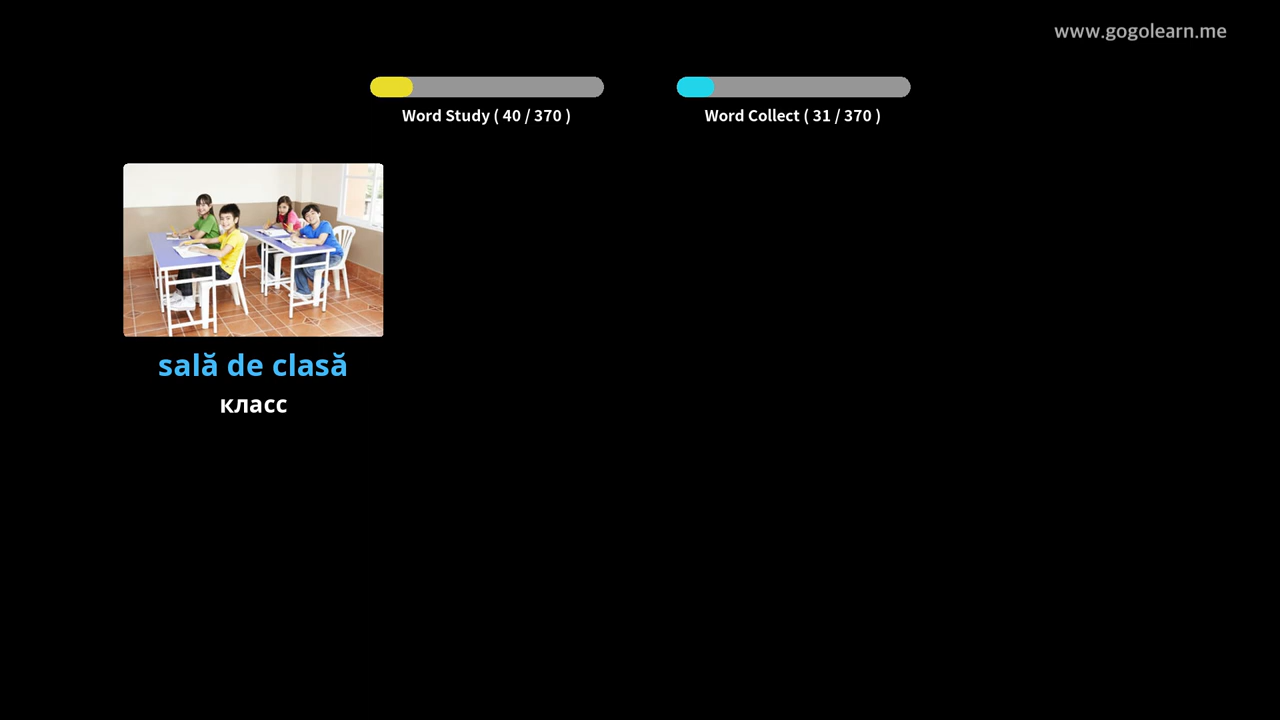 www.gogolearn.me
Word Study ( 40 / 370 )
Word Collect ( 31 / 370 )
sală de clasă
класс